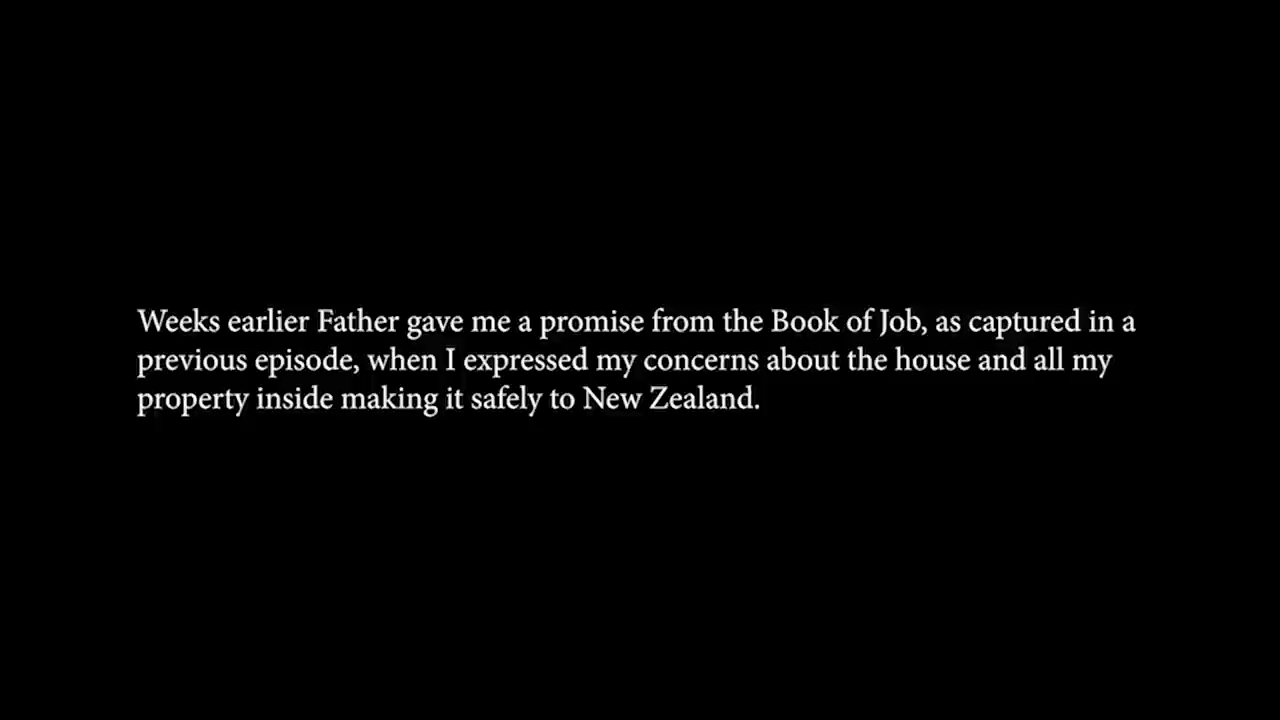 Weeks earlier Father gave me a promise from the Book of Job, as captured in a
previous episode, when I expressed my concerns about the house and all my
property inside making it safely to New Zealand.